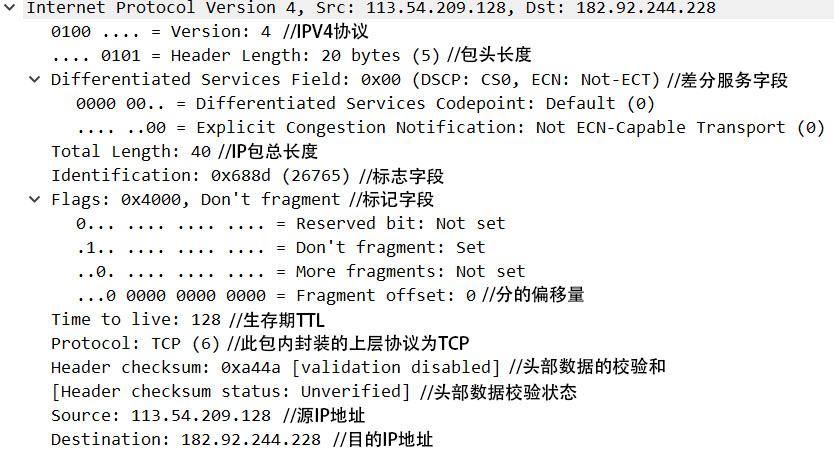 Internet Protocol Version 4, Src: 113.54.209.128, Dst: 182.92.244.228
0100 .... = Version: 4 //IPV4协议
.... 0101 = Header Length: 20 bytes (5) //包头长度
Differentiated Services Field: 0x00 (DSCP: CS0, ECN: Not-ECT) //差分服务字段
0000 00.. = Differentiated Services Codepoint: Default (0)
.... ..00 = Explicit Congestion Notification: Not ECN-Capable Transport (0)
Total Length: 40 //IP包总长度
Identification: 0x688d (26765) //标志字段
Flags: 0x4000, Don't fragment //标记字段
0... .... .... .... = Reserved bit: Not set
.1.. .... .... .... = Don't fragment: Set
..0. .... .... .... = More fragments: Not set
...0 0000 0000 0000 = Fragment offset: 0 //分的偏移量
Time to live: 128 //生存期TTL
Protocol: TCP (6) //此包内封装的上层协议为TCP
Header checksum: 0xa44a [validation disabled] //头部数据的校验和
[Header checksum status: Unverified] //头部数据校验状态
Source: 113.54.209.128 //源IP地址
Destination: 182.92.244.228 //目的IP地址